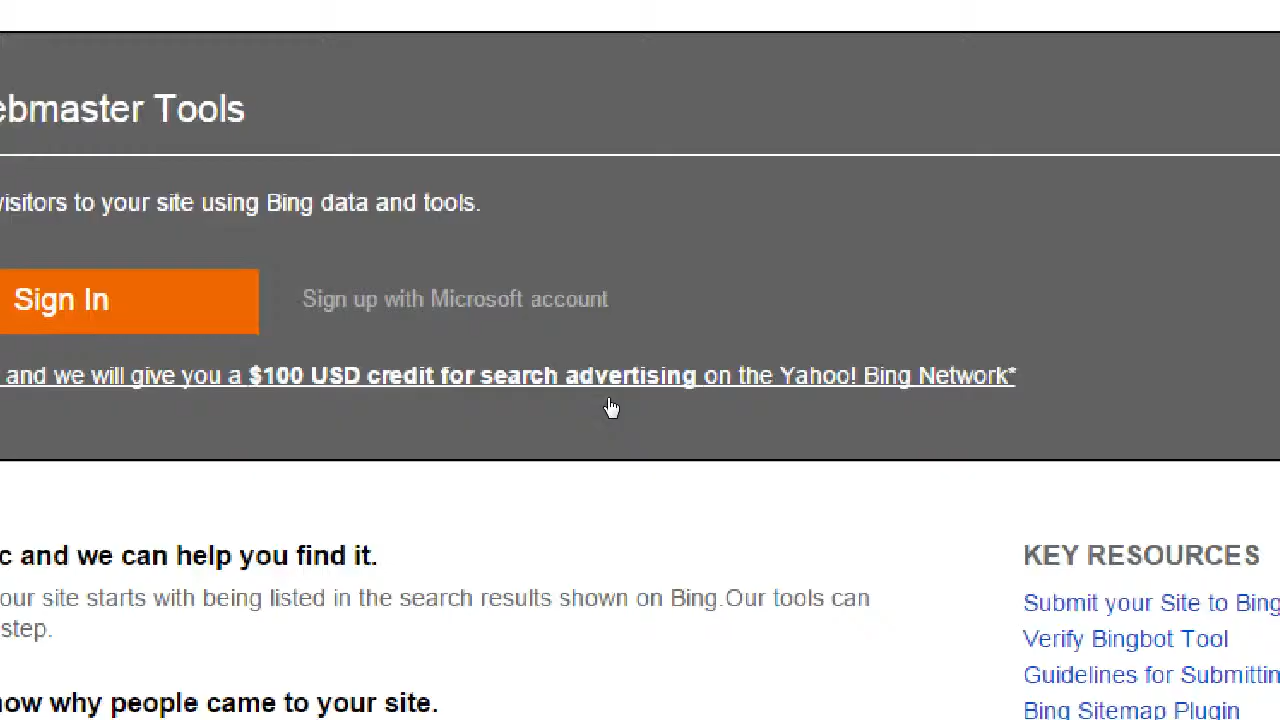 ebmaster Tools
visitors to your site using Bing data and tools.
Sign In
Sign up with Microsoft account
and we will give you a $100 USD credit for search advertising on the Yahoo! Bing Network*
c and we can help you find it.
KEY RESOURCES
our site starts with being listed in the search results shown on Bing.Our tools can
Submit your Site to Bing
step.
Verify Bingbot Tool
Guidelines for Submittin
now why people came to your site.
Bing Sitemap Plugin